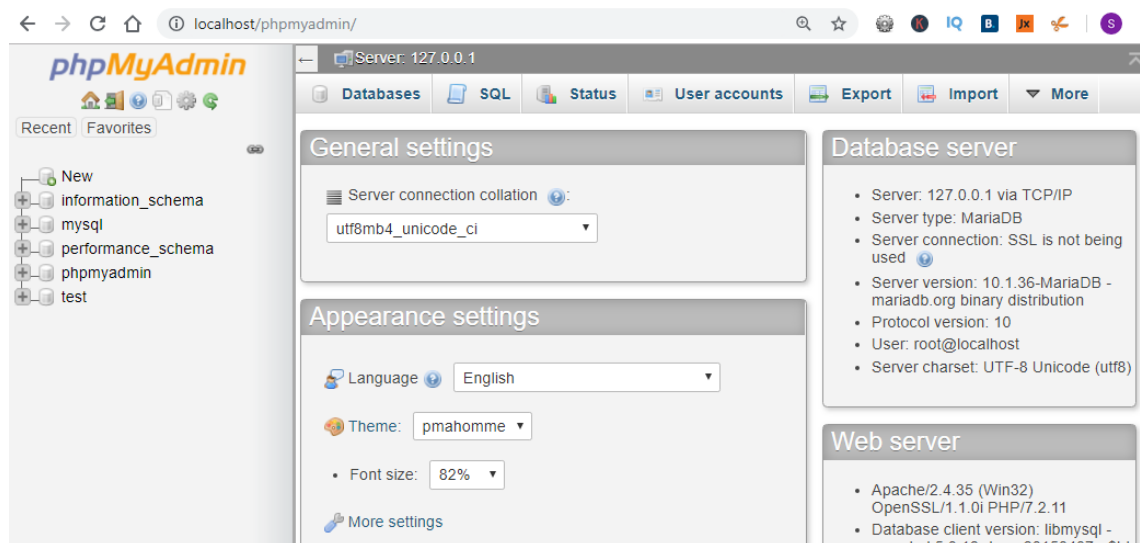 localhost/phpmyadmin/
K
IQ
B.
Jx
S
phpMyAdmin
Recent Favorites
New
information_schema
mysql
performance_schema
phpmyadmin
test
Server: 127.0.0.1
Databases SQL Status User accounts Export Import More
General settings
Server connection collation :
utf8mb4_unicode_ci
Appearance settings
Language English
Theme: pmahomme
Font size: 82%
More settings
Database server
Server: 127.0.0.1 via TCP/IP
Server type: MariaDB
Server connection: SSL is not being
used
Server version: 10.1.36-MariaDB -
mariadb.org binary distribution
Protocol version: 10
User: root@localhost
Server charset: UTF-8 Unicode (utf8)
Web server
Apache/2.4.35 (Win32)
OpenSSL/1.1.0i PHP/7.2.11
Database client version: libmysql -